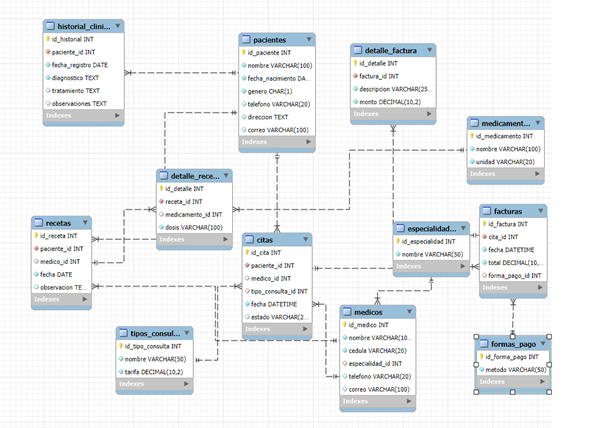 historial_clini...
id_historial INT
paciente_id INT
fecha_registro DATE
diagnostico TEXT
tratamiento TEXT
observaciones TEXT
Indexes
pacientes
id_paciente INT
nombre VARCHAR(100)
fecha_nacimiento DA...
genero CHAR(1)
telefono VARCHAR(20)
direccion TEXT
correo VARCHAR(100)
Indexes
detalle_factura
id_detalle INT
factura_id INT
descripcion VARCHAR(25...
monto DECIMAL(10,2)
Indexes
medicament...
id_medicamento INT
nombre VARCHAR(100)
unidad VARCHAR(20)
Indexes
detalle_rece...
id_detalle INT
receta_id INT
medicamento_id INT
dosis VARCHAR(100)
Indexes
recetas
id_receta INT
paciente_id INT
medico_id INT
fecha DATE
observacion TE...
Indexes
citas
id_cita INT
paciente_id INT
medico_id INT
tipo_consulta_id INT
fecha DATETIME
estado VARCHAR(2...
Indexes
especialidad...
id_especialidad INT
nombre VARCHAR(50)
Indexes
facturas
id_factura INT
cita_id INT
fecha DATETIME
total DECIMAL(10,...
forma_pago_id INT
Indexes
tipos_consul...
id_tipo_consulta INT
nombre VARCHAR(50)
tarifa DECIMAL(10,2)
Indexes
medicos
id_medico INT
nombre VARCHAR(10...
cedula VARCHAR(20)
especialidad_id INT
telefono VARCHAR(20)
correo VARCHAR(100)
Indexes
formas_pago
id_forma_pago INT
metodo VARCHAR(50)
Indexes